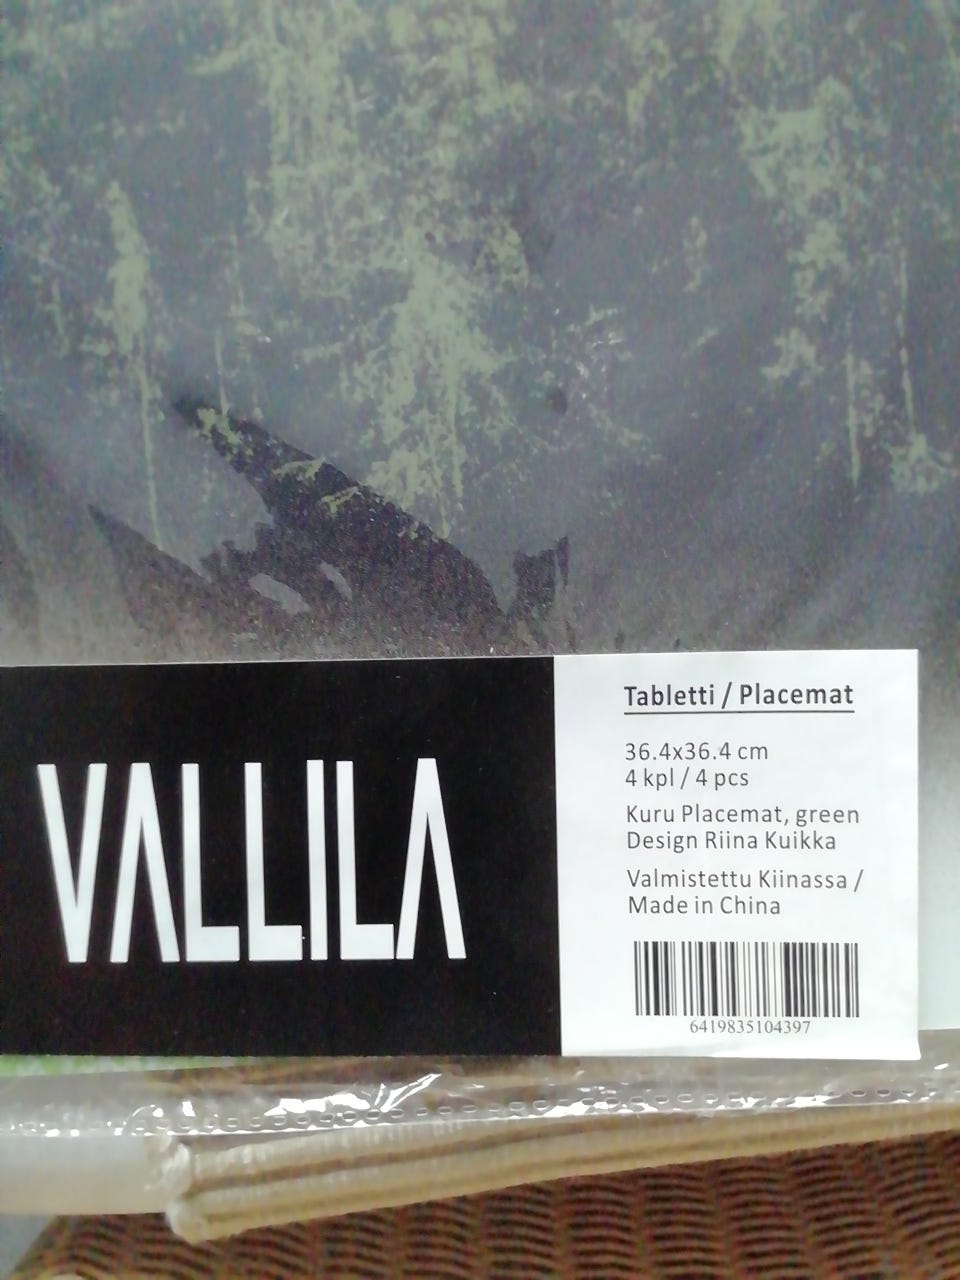 VALLILA
Tabletti / Placemat
36.4x36.4 cm
4 kpl / 4 pcs
Kuru Placemat, green
Design Riina Kuikka
Valmistettu Kiinassa /
Made in China
6419835104397